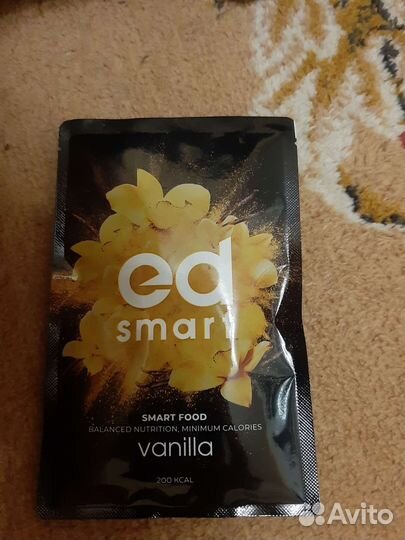 ed
smart
SMART FOOD
BALANCED NUTRITION, MINIMUM CALORIES
vanilla
200 KCAL
Avito